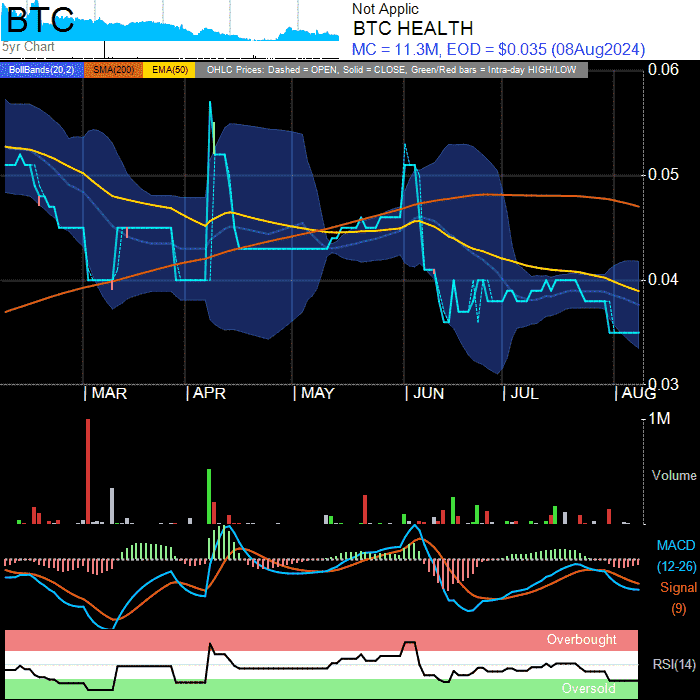 BTC
5yr Chart
Not Applic
BTC HEALTH
MC = 11.3M, EOD = $0.035 (08Aug2024)
BollBands(20,2) SMA(200) EMA(50) OHLC Prices: Dashed = OPEN, Solid = CLOSE, Green/Red bars = Intra-day HIGH/LOW
0.06
0.05
0.04
0.03
| MAR | APR | MAY | JUN | JUL | AUG
1M
Volume
MACD
(12-26)
Signal
(9)
Overbought
RSI(14)
Oversold